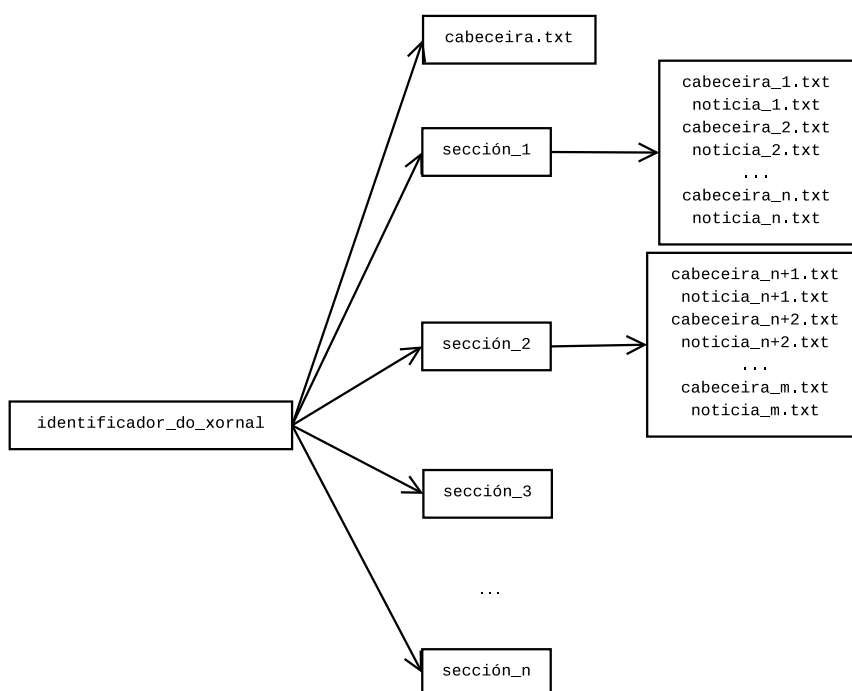 cabeceira.txt
sección_1
cabeceira_1.txt
noticia_1.txt
cabeceira_2.txt
noticia_2.txt
...
cabeceira_n.txt
noticia_n.txt
sección_2
cabeceira_n+1.txt
noticia_n+1.txt
cabeceira_n+2.txt
noticia_n+2.txt
...
cabeceira_m.txt
noticia_m.txt
identificador_do_xornal
sección_3
...
sección_n